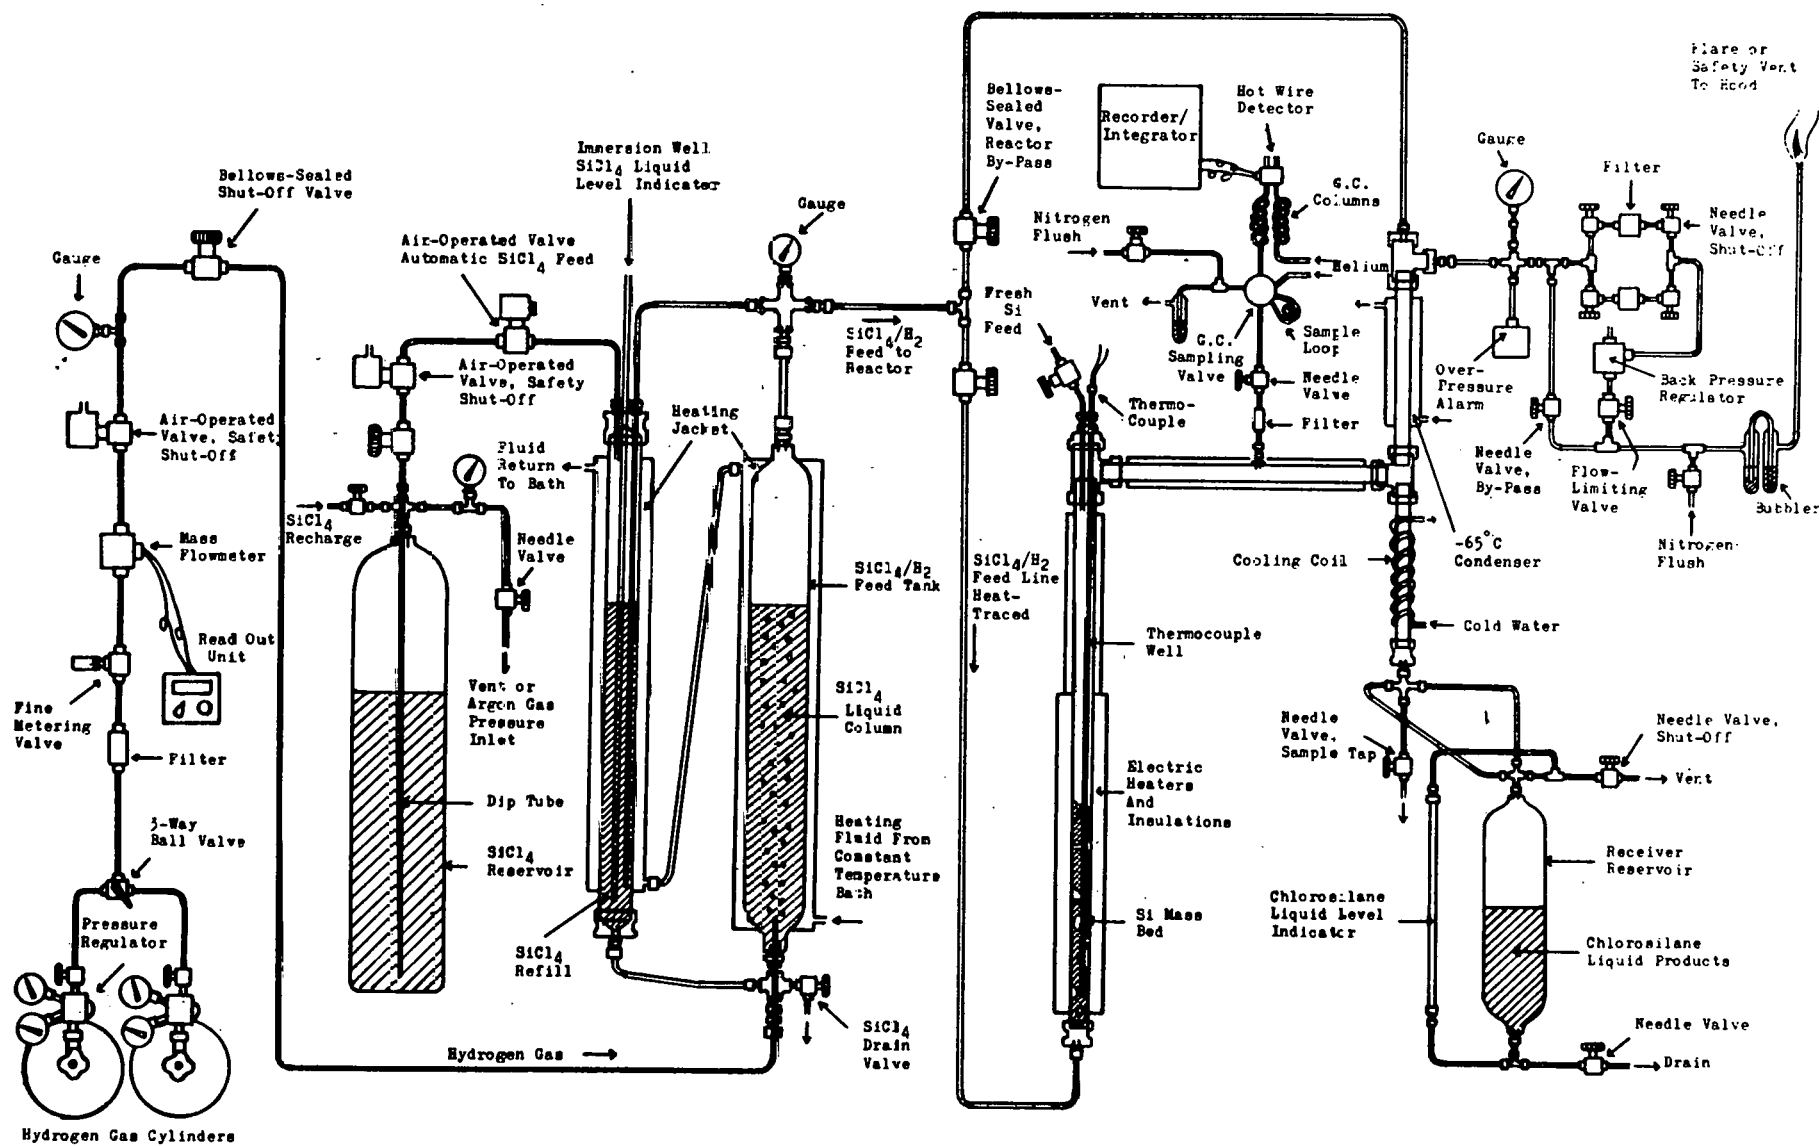 Bellows-Sealed
Shut-Off Valve
Gauge
Air-Operated
Valve, Safety
Shut-Off
Mass
Flowmeter
Read Out
Unit
Fine
Metering
Valve
Filter
3-Way
Ball Valve
Pressure
Regulator
Hydrogen Gas Cylinders
Immersion Well
SiCl4 Liquid
Level Indicator
Air-Operated Valve
Automatic SiCl4 Feed
Air-Operated
Valve, Safety
Shut-Off
Fluid
Return
To Bath
SiCl4
Recharge
Needle
Valve
Vent or
Argon Gas
Pressure
Inlet
Dip Tube
SiCl4
Reservoir
SiCl4
Refill
Hydrogen Gas
Gauge
Heating
Jacket
SiCl4/H2
Feed to
Reactor
SiCl4/H2
Feed Tank
SiCl4
Liquid
Column
Heating
Fluid From
Constant
Temperature
Bath
SiCl4
Drain
Valve
Bellows-
Sealed
Valve,
Reactor
By-Pass
Fresh
Si
Feed
SiCl4/H2
Feed Line
Heat-
Traced
Recorder/
Integrator
Hot Wire
Detector
G.C.
Columns
Nitrogen
Flush
Helium
Vent
G.C.
Sampling
Valve
Sample
Loop
Needle
Valve
Filter
Thermo-
Couple
Thermocouple
Well
Electric
Heaters
And
Insulations
Si Mass
Bed
Cooling Coil
-65°C
Condenser
Cold Water
Gauge
Over-
Pressure
Alarm
Filter
Needle
Valve,
Shut-Off
Back Pressure
Regulator
Needle
Valve,
By-Pass
Flow-
Limiting
Valve
Nitrogen
Flush
Bubbler
Flare or
Safety Vent
To Hood
Needle
Valve,
Sample Tap
Needle Valve,
Shut-Off
Vent
Receiver
Reservoir
Chlorosilane
Liquid Level
Indicator
Chlorosilane
Liquid Products
Needle Valve
Drain